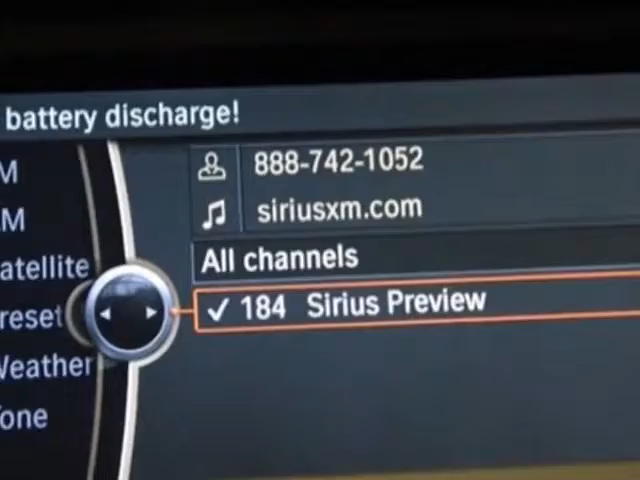 battery discharge!
M
888-742-1052
M
siriusxm.com
atellite
All channels
reset
184 Sirius Preview
Weather
one